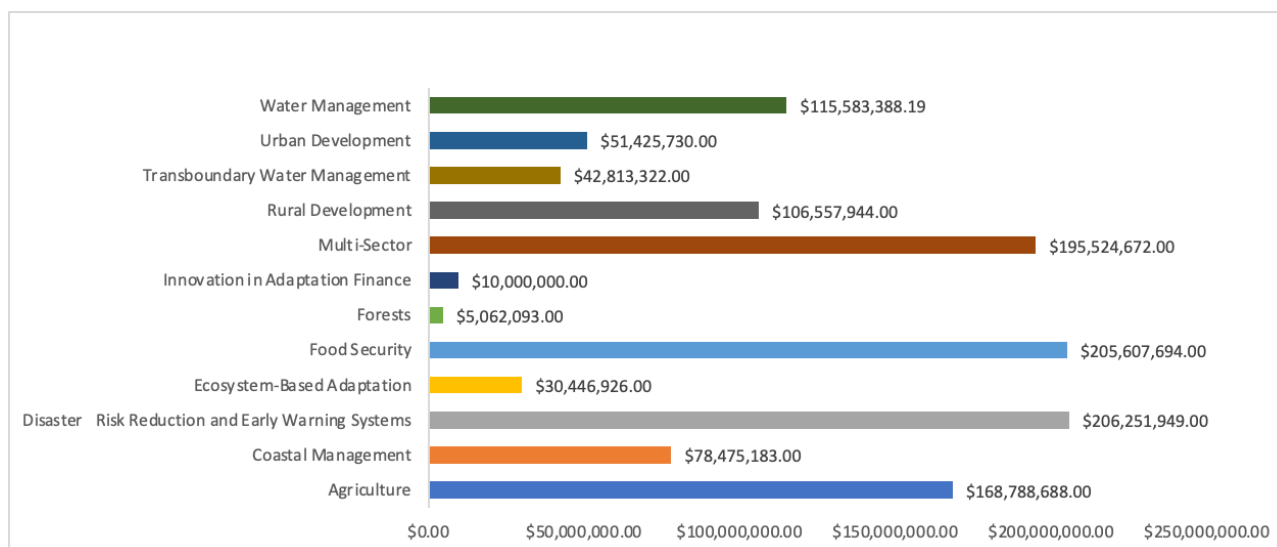 Water Management $115,583,388.19
Urban Development $51,425,730.00
Transboundary Water Management $42,813,322.00
Rural Development $106,557,944.00
Multi-Sector $195,524,672.00
Innovation in Adaptation Finance $10,000,000.00
Forests $5,062,093.00
Food Security $205,607,694.00
Ecosystem-Based Adaptation $30,446,926.00
Disaster Risk Reduction and Early Warning Systems $206,251,949.00
Coastal Management $78,475,183.00
Agriculture $168,788,688.00
$0.00 $50,000,000.00 $100,000,000.00 $150,000,000.00 $200,000,000.00 $250,000,000.00